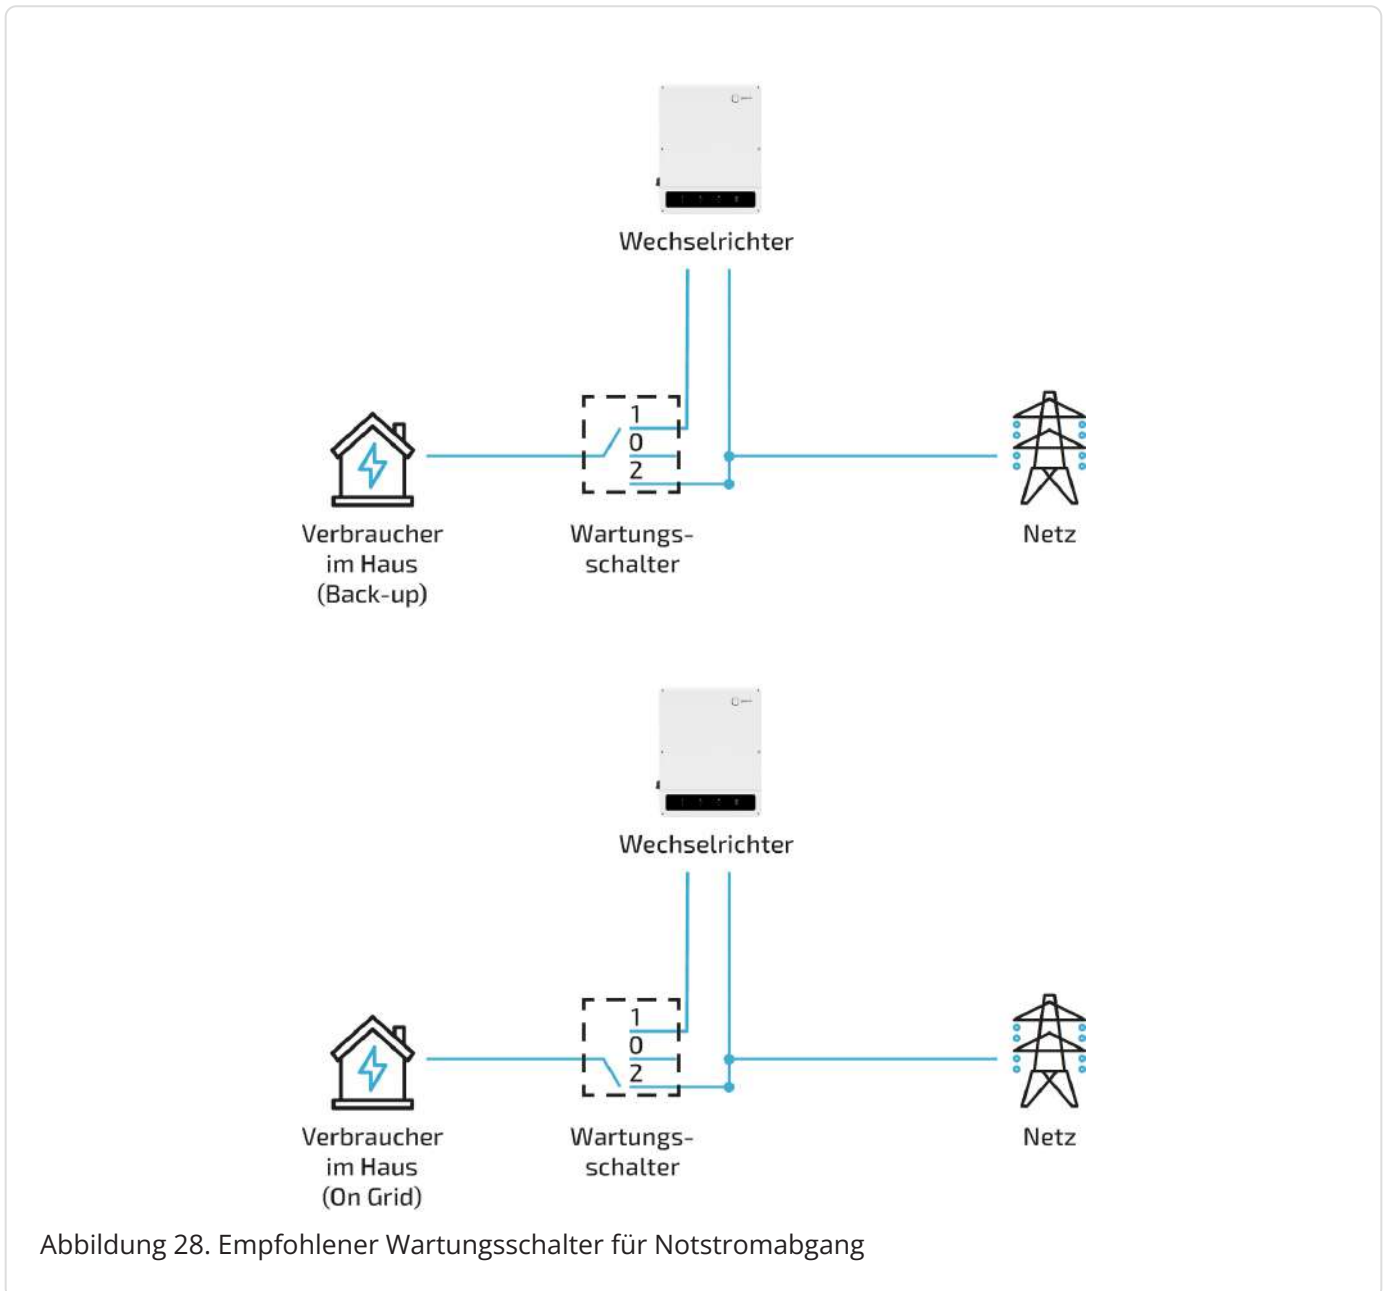 Wechselrichter
1
0
2
Verbraucher
im Haus
(Back-up)
Wartungs-
schalter
Netz
Wechselrichter
1
0
2
Verbraucher
im Haus
(On Grid)
Wartungs-
schalter
Netz
Abbildung 28. Empfohlener Wartungsschalter für Notstromabgang